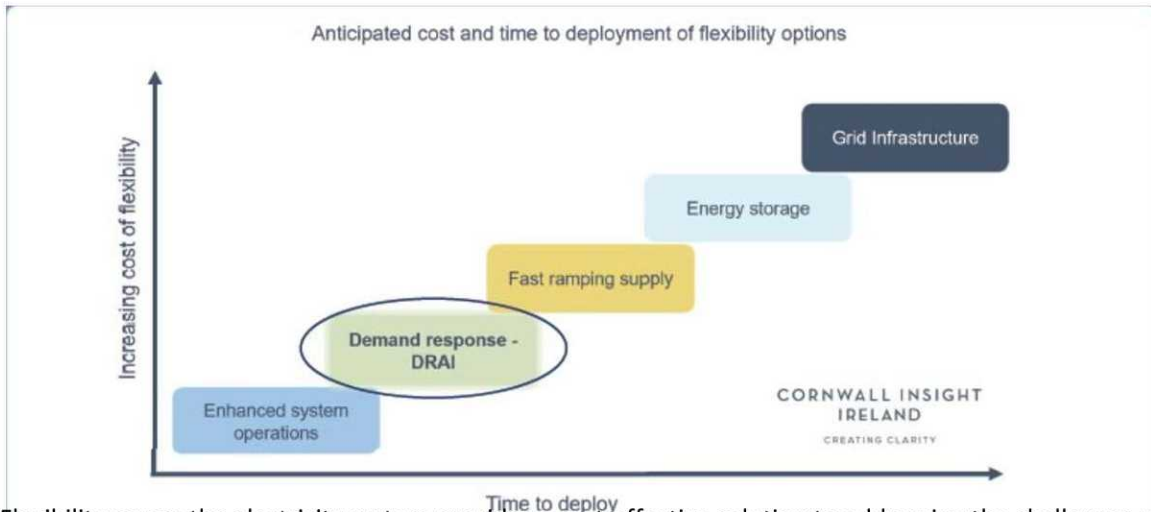 Anticipated cost and time to deployment of flexibility options
Increasing cost of flexibility
Grid Infrastructure
Energy storage
Fast ramping supply
Demand response -
DRAI
Enhanced system
operations
CORNWALL INSIGHT
IRELAND
CREATING CLARITY
Time to deploy